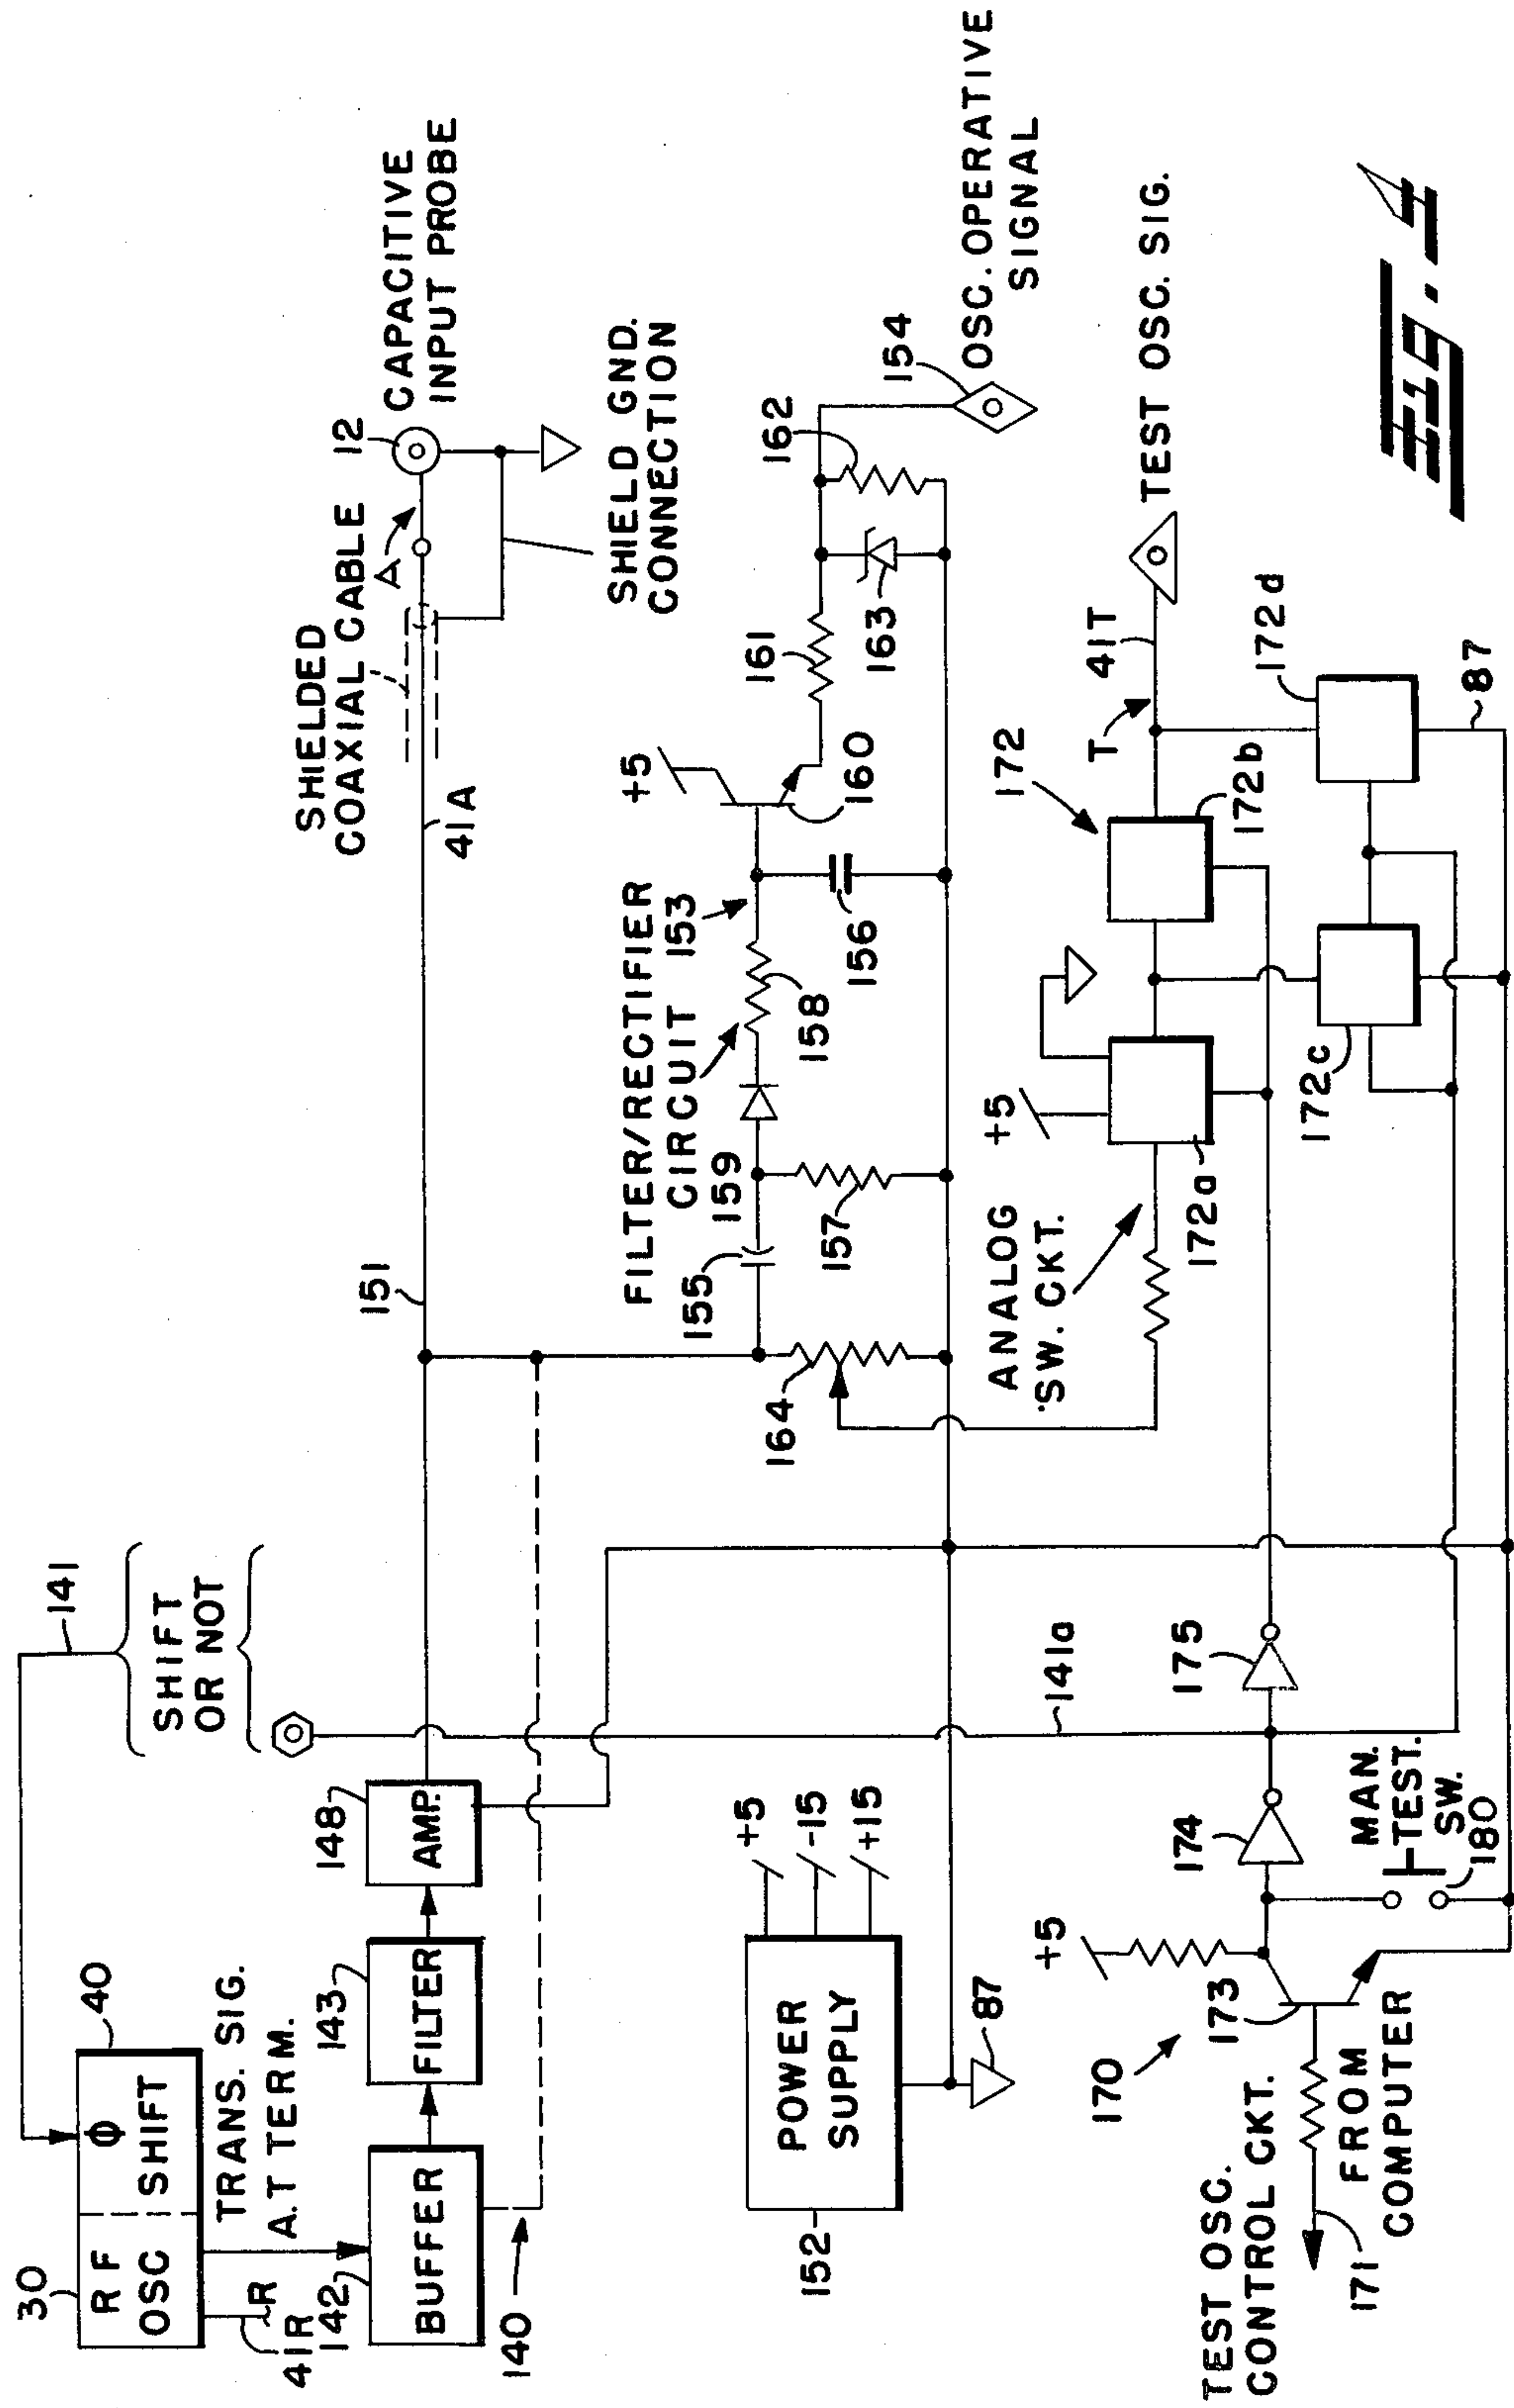 30
RF
OSC
Φ
SHIFT
40
141
SHIFT
OR NOT
41R
R
TRANS. SIG.
A.T TERM.
142
BUFFER
143
FILTER
148
AMP.
140
151
41A
SHIELDED
COAXIAL CABLE
A
12
CAPACITIVE
INPUT PROBE
SHIELD GND.
CONNECTION
FILTER/RECTIFIER
CIRCUIT 153
155
159
157
158
156
+5
160
161
163
162
154
OSC. OPERATIVE
SIGNAL
164
152
POWER
SUPPLY
+5
-15
+15
87
ANALOG
SW. CKT.
+5
172a
172
172b
T
41T
TEST OSC. SIG.
172c
172d
87
TEST OSC.
CONTROL CKT.
170
171
FROM
COMPUTER
173
+5
174
MAN.
TEST.
SW.
180
141a
175
FIG. 4